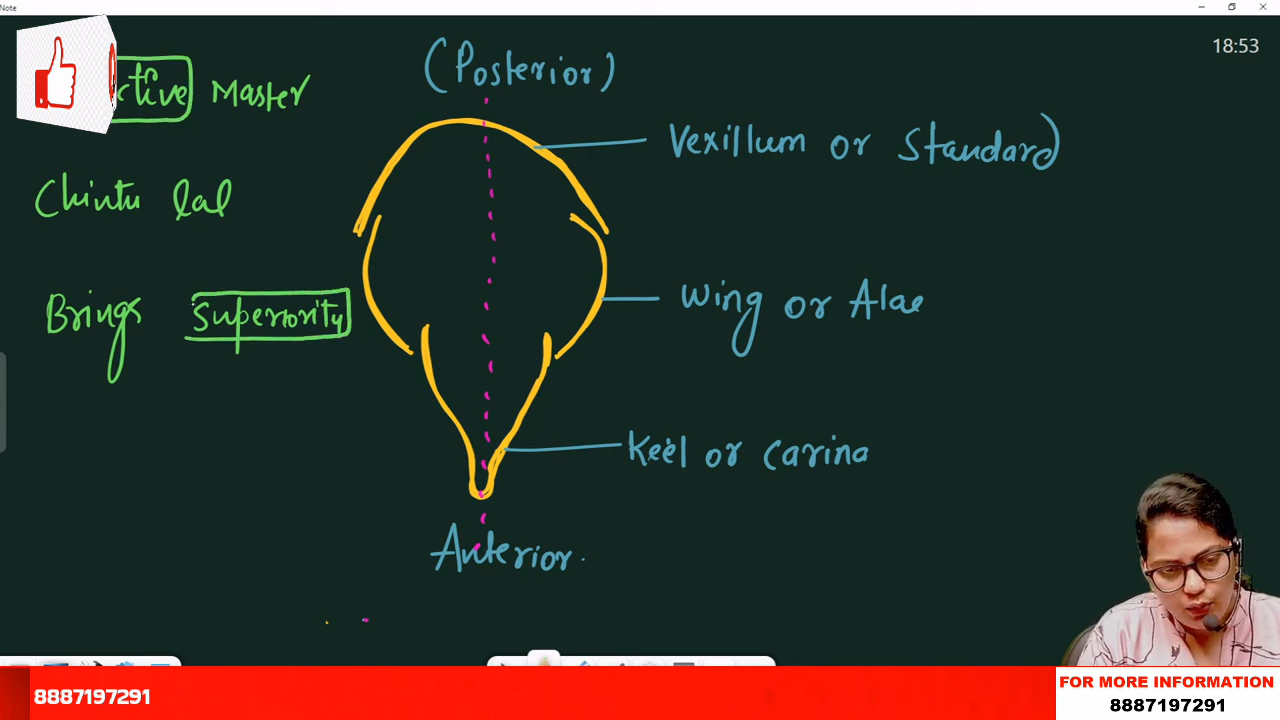 Note
18:53
Master
Chintu lal
Brings Superiority
(Posterior)
Vexillum or Standard)
Wing or Alae
Keel or Carina
Anterior
8887197291
FOR MORE INFORMATION
8887197291